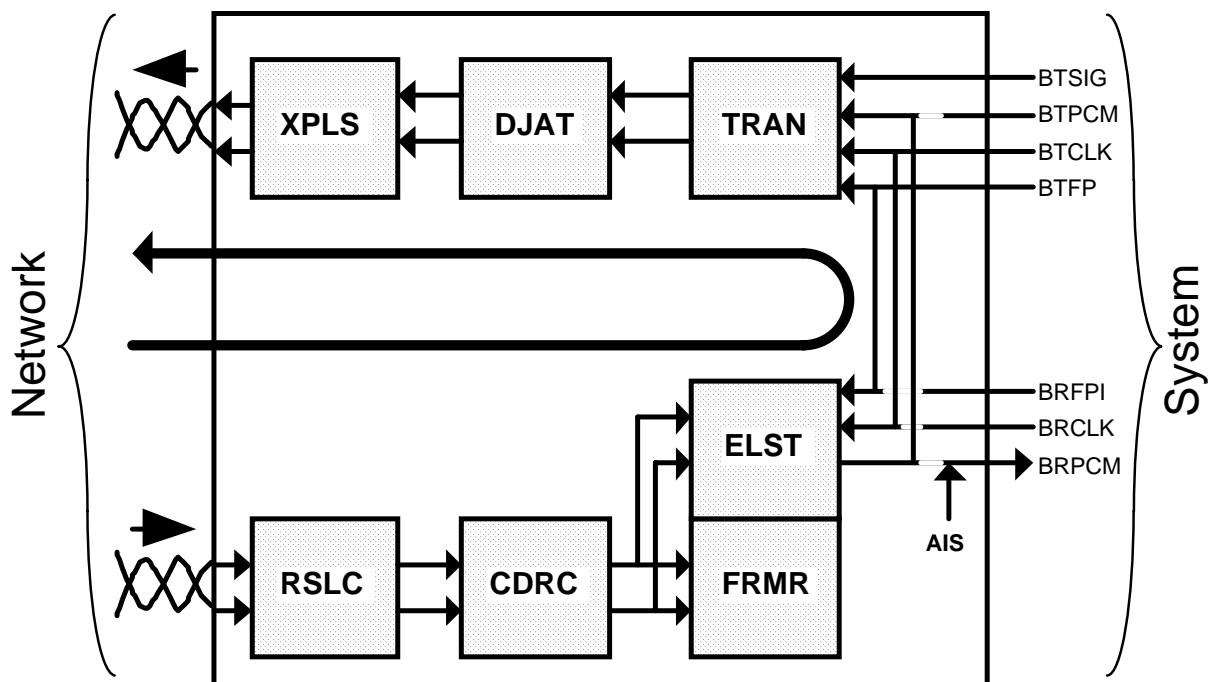 XPLS
DJAT
TRAN
BTSIG
BTPCM
BTCLK
BTFP
Network
System
ELST
BRFPI
BRCLK
BRPCM
AIS
RSLC
CDRC
FRMR